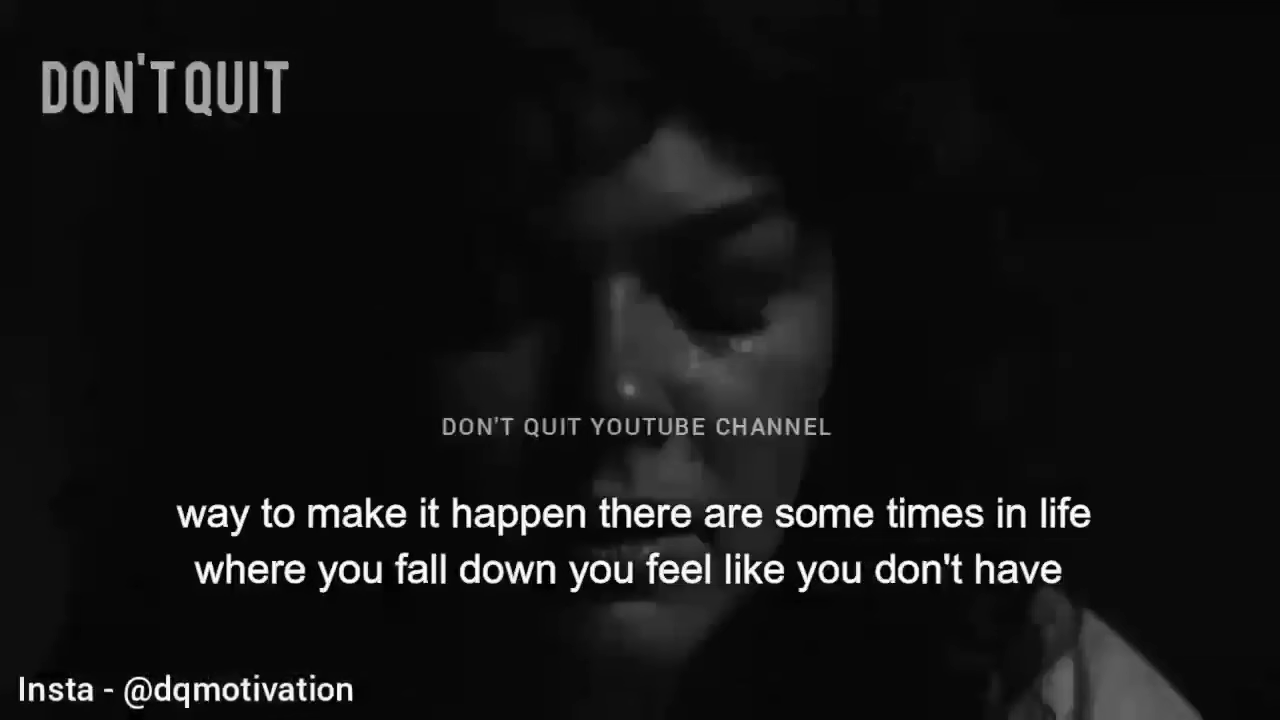 DON'T QUIT
DON'T QUIT YOUTUBE CHANNEL
way to make it happen there are some times in life
where you fall down you feel like you don't have
Insta - @dqmotivation